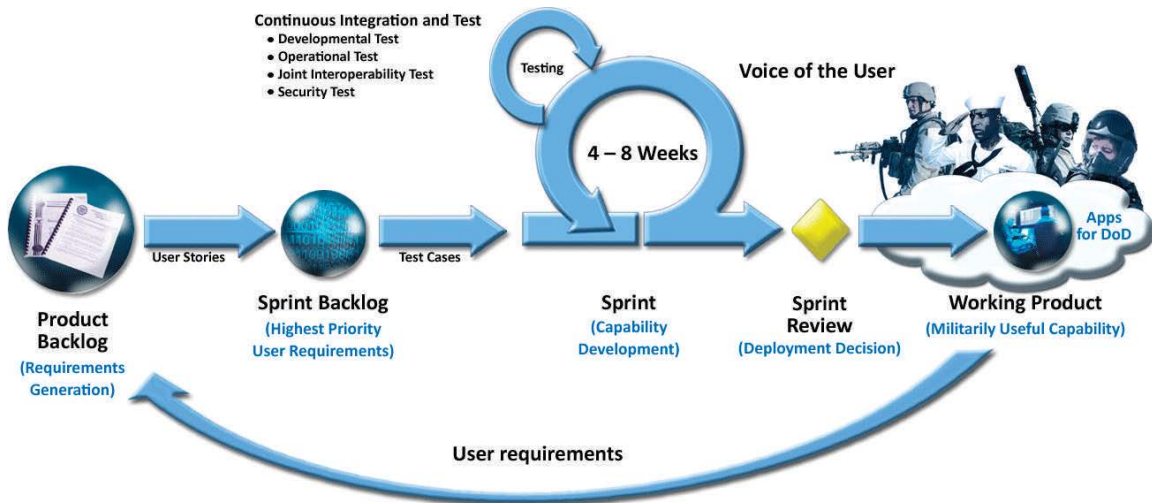 Continuous Integration and Test
• Developmental Test
• Operational Test
• Joint Interoperability Test
• Security Test
Testing
4 – 8 Weeks
Voice of the User
Apps
for DoD
User Stories
Test Cases
Product
Backlog
(Requirements
Generation)
Sprint Backlog
(Highest Priority
User Requirements)
Sprint
(Capability
Development)
Sprint
Review
(Deployment Decision)
Working Product
(Militarily Useful Capability)
User requirements